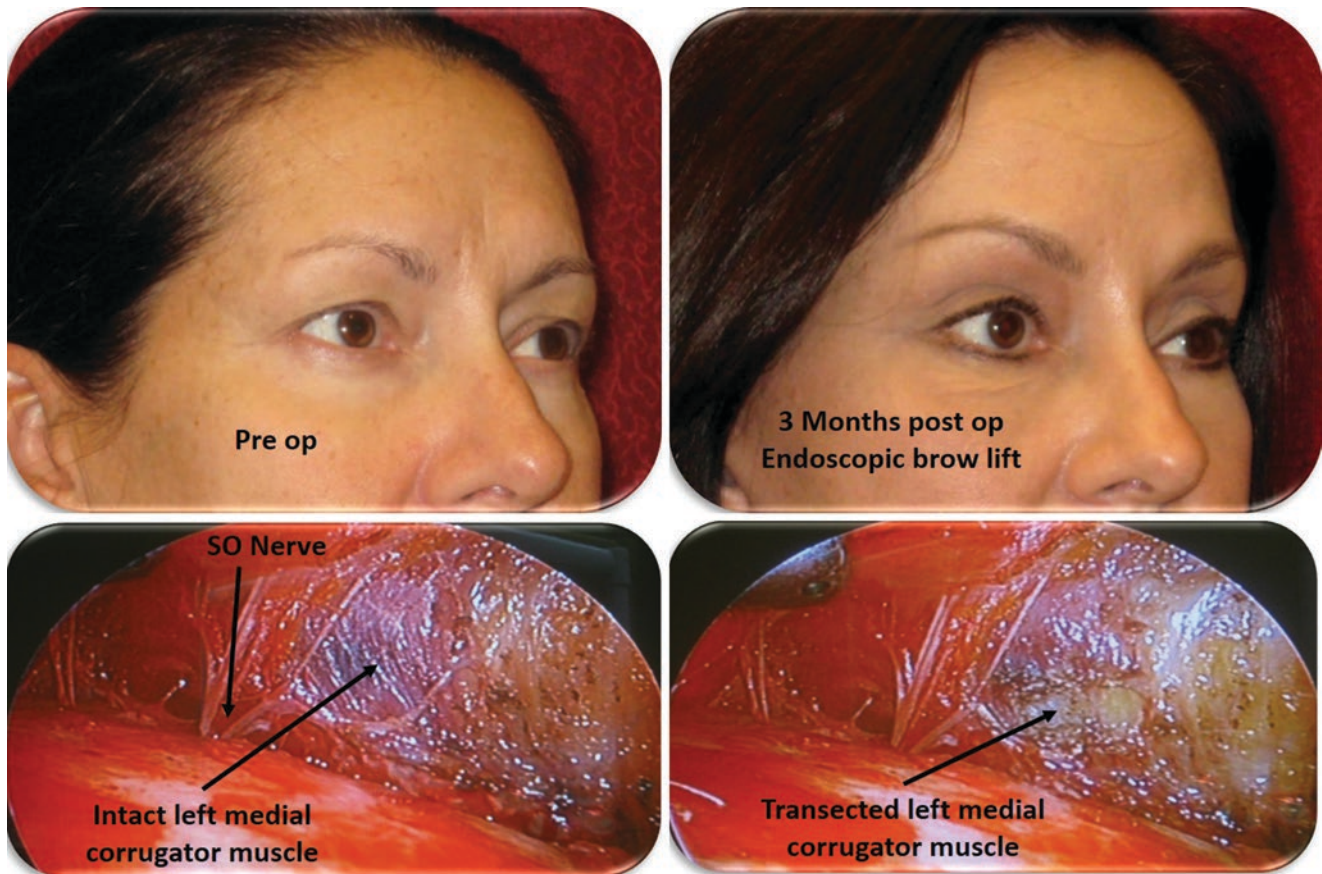 Pre op
3 Months post op
Endoscopic brow lift
SO Nerve
Intact left medial
corrugator muscle
Transected left medial
corrugator muscle